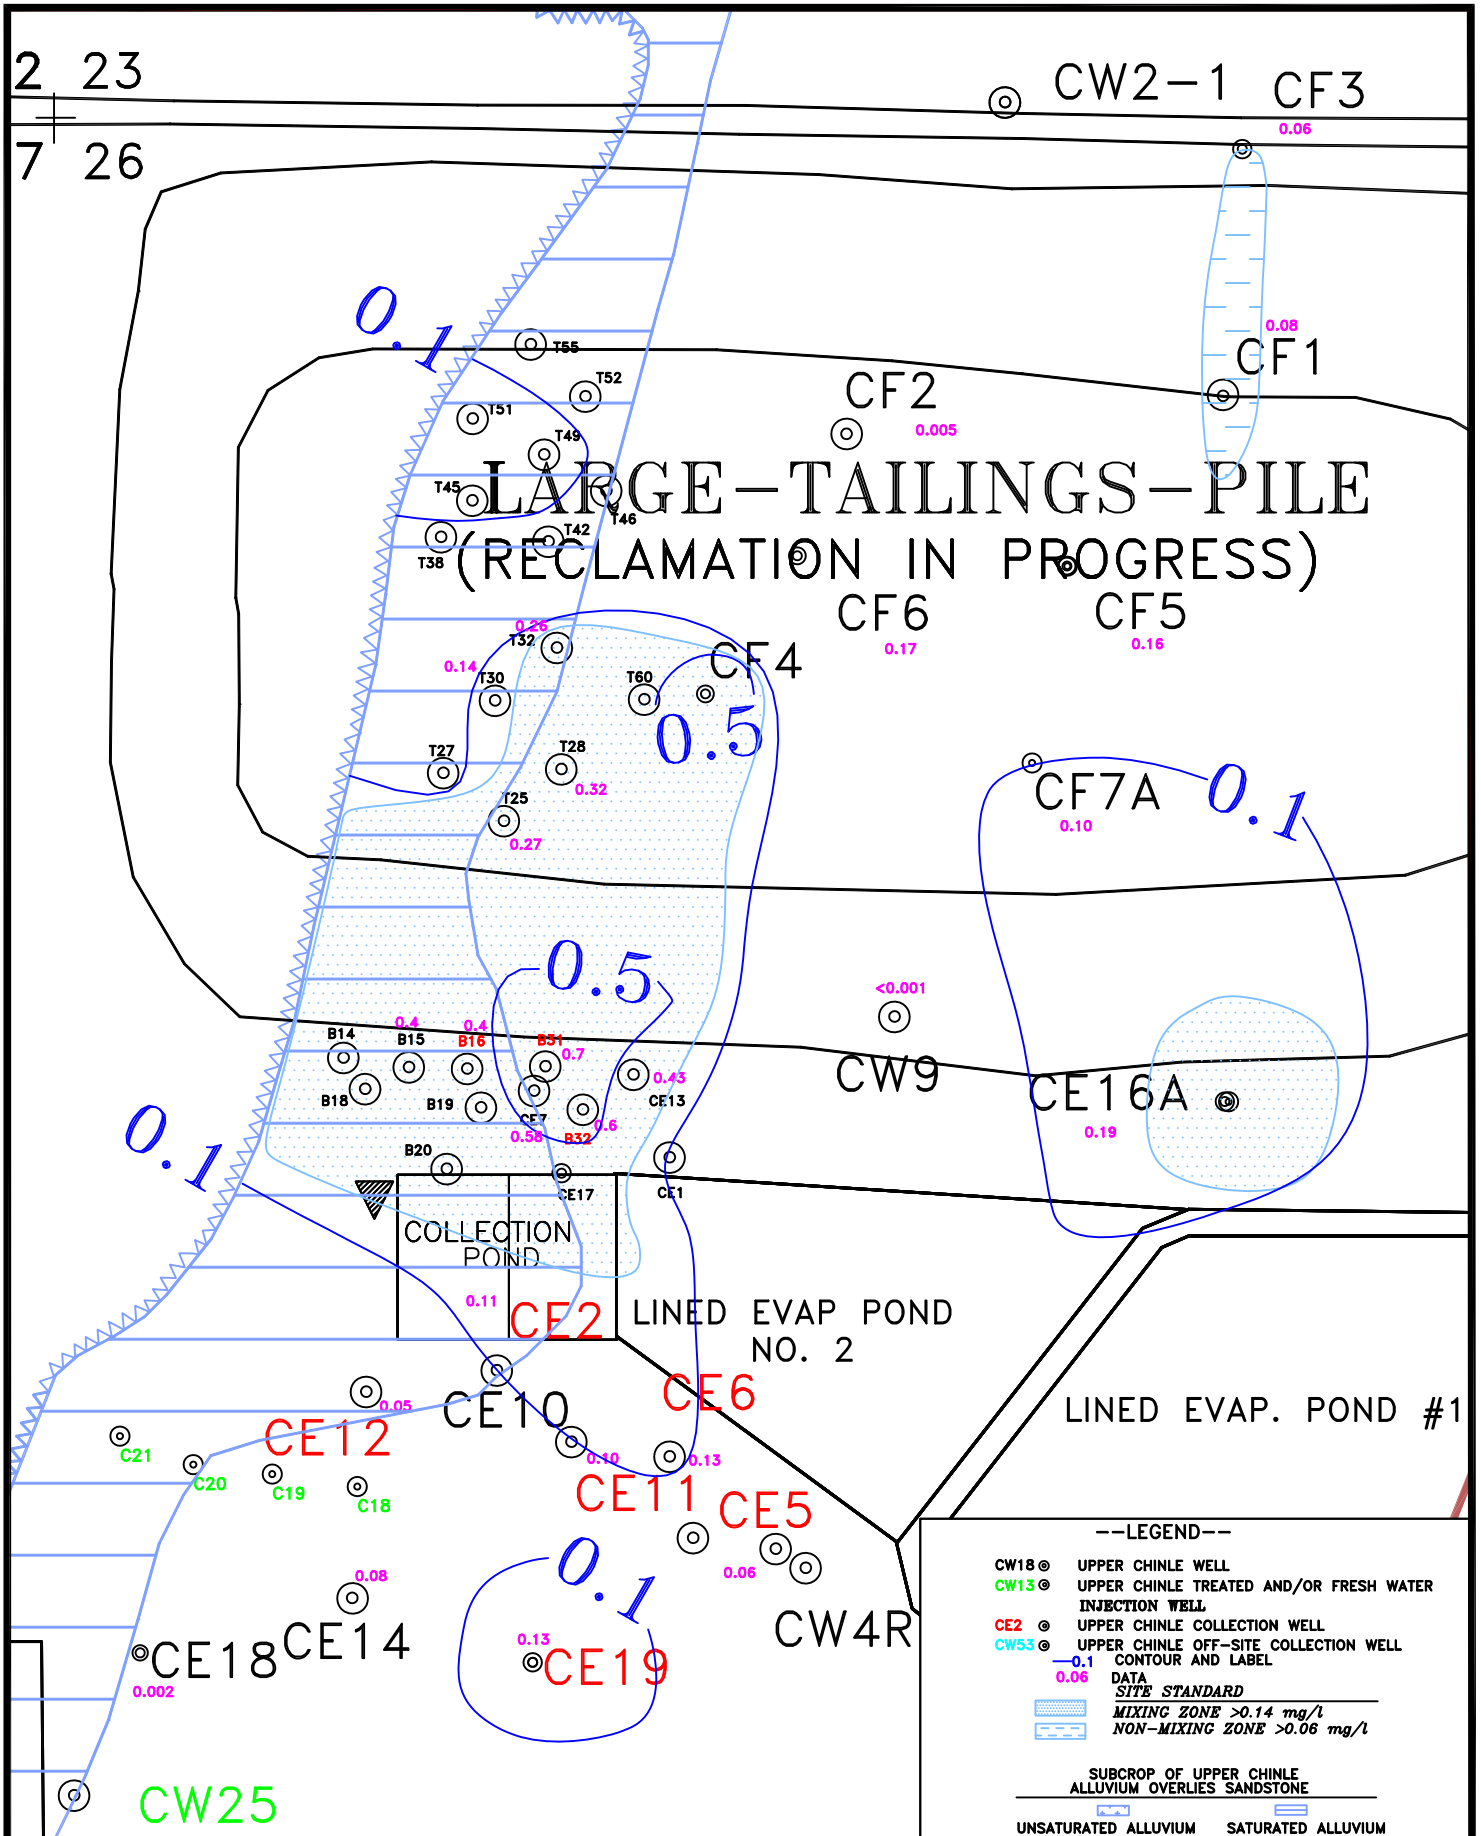 2 23
7 26
CW2-1
CF3
0.06
0.1
T55
T52
T51
T49
T45
T46
T42
T38
0.08
CF1
CF2
0.005
LARGE-TAILINGS-PILE
(RECLAMATION IN PROGRESS)
CF6
0.17
CF5
0.16
0.26
T32
0.14
T30
T60
CF4
0.5
T27
T28
0.32
T25
0.27
CF7A
0.10
0.1
0.5
<0.001
CW9
0.4
0.4
B14
B15
B16
B31
0.7
B18
B19
CE7
0.58
B32
0.6
0.43
CE13
CE16A
0.19
0.1
B20
CE17
CE1
COLLECTION
POND
0.11
CE2
LINED EVAP POND
NO. 2
CE6
LINED EVAP. POND #1
0.05
CE10
CE12
0.10
0.13
C21
C20
C19
C18
CE11
CE5
0.06
0.08
CE14
CE18
0.002
0.1
0.13
CE19
CW4R
CW25
--LEGEND--
CW18 UPPER CHINLE WELL
CW13 UPPER CHINLE TREATED AND/OR FRESH WATER
INJECTION WELL
CE2 UPPER CHINLE COLLECTION WELL
CW53 UPPER CHINLE OFF-SITE COLLECTION WELL
0.1 CONTOUR AND LABEL
0.06 DATA
SITE STANDARD
MIXING ZONE >0.14 mg/l
NON-MIXING ZONE >0.06 mg/l
SUBCROP OF UPPER CHINLE
ALLUVIUM OVERLIES SANDSTONE
UNSATURATED ALLUVIUM SATURATED ALLUVIUM